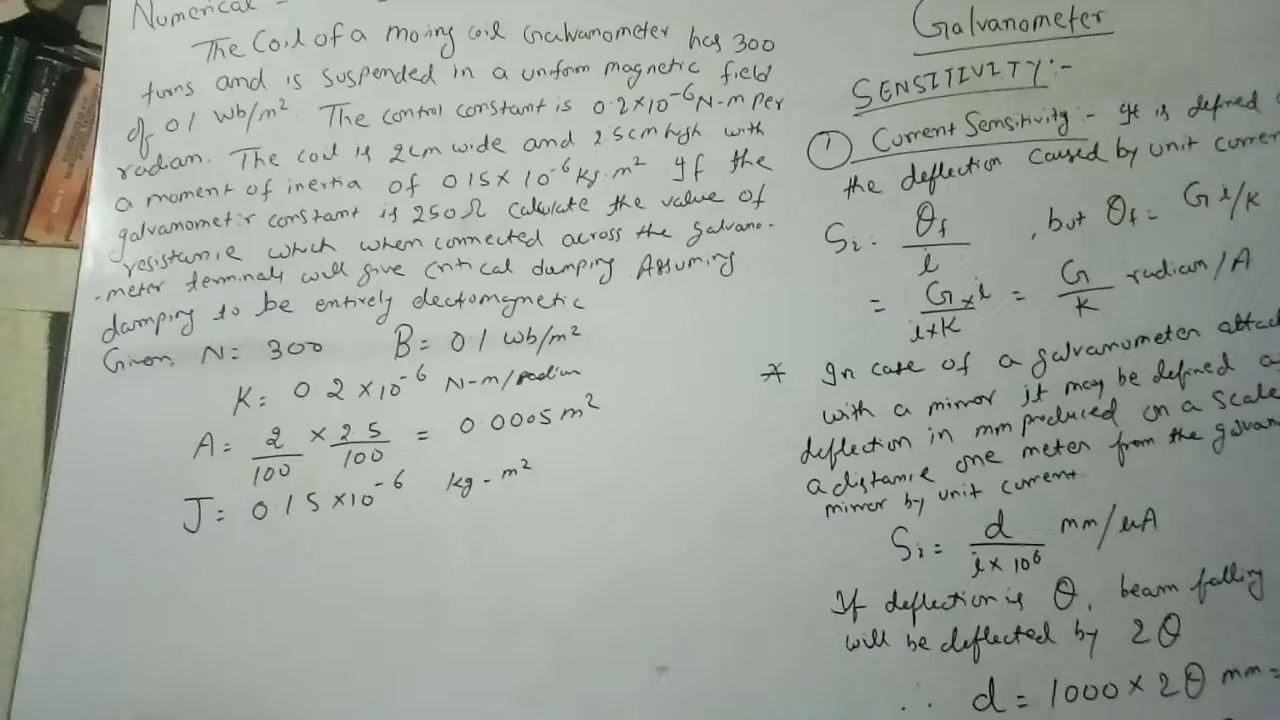 Numerical -
The Coil of a moving coil Galvanometer has 300
turns and is suspended in a uniform magnetic field
of 0.1 wb/m². The control constant is 0.2×10⁻⁶ N-m per
radian. The coil is 2cm wide and 2.5cm high with
a moment of inertia of 0.15×10⁻⁶ kg.m² If the
galvanometer constant is 250Ω Calculate the value of
resistance which when connected across the galvano-
-meter terminals will give critical damping Assuming
damping to be entirely electomagnetic
Given, N= 300 B= 0.1 wb/m²
K= 0.2×10⁻⁶ N-m/radian
A= 2/100 × 2.5/100 = 0.0005 m²
J= 0.15×10⁻⁶ kg-m²
Galvanometer
SENSITIVITY:-
① Current Sensitivity:- It is defined
the deflection caused by unit curren
Si= θf/i , but θf = Gi/K
= G×i/i×K = G/K radian/A
* In case of a galvanometer attac
with a mirror it may be defined a
deflection in mm produced on a scale
a distance one meter from the galvan
mirror by unit current.
Si= d/i×10⁶ mm/μA
If deflection is θ, beam falling
will be deflected by 2θ
∴ d = 1000×2θ mm =